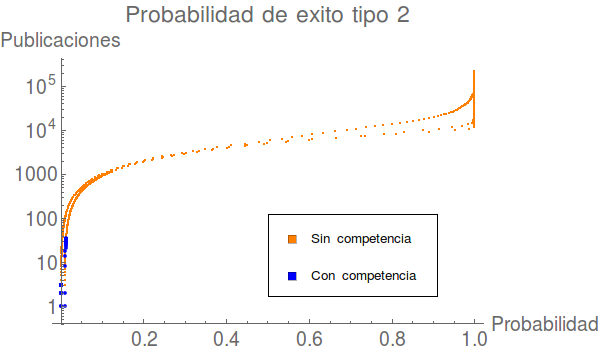 Probabilidad de exito tipo 2
Publicaciones
10^5
10^4
1000
100
10
1
Sin competencia
Con competencia
0.2 0.4 0.6 0.8 1.0
Probabilidad